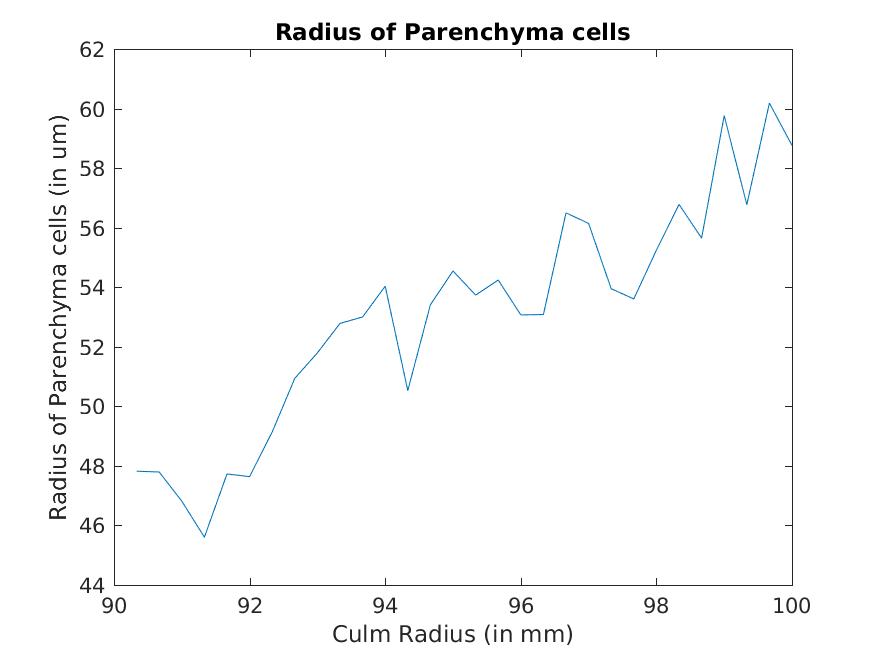 Radius of Parenchyma cells
62
60
58
56
54
52
50
48
46
44
Radius of Parenchyma cells (in um)
90 92 94 96 98 100
Culm Radius (in mm)